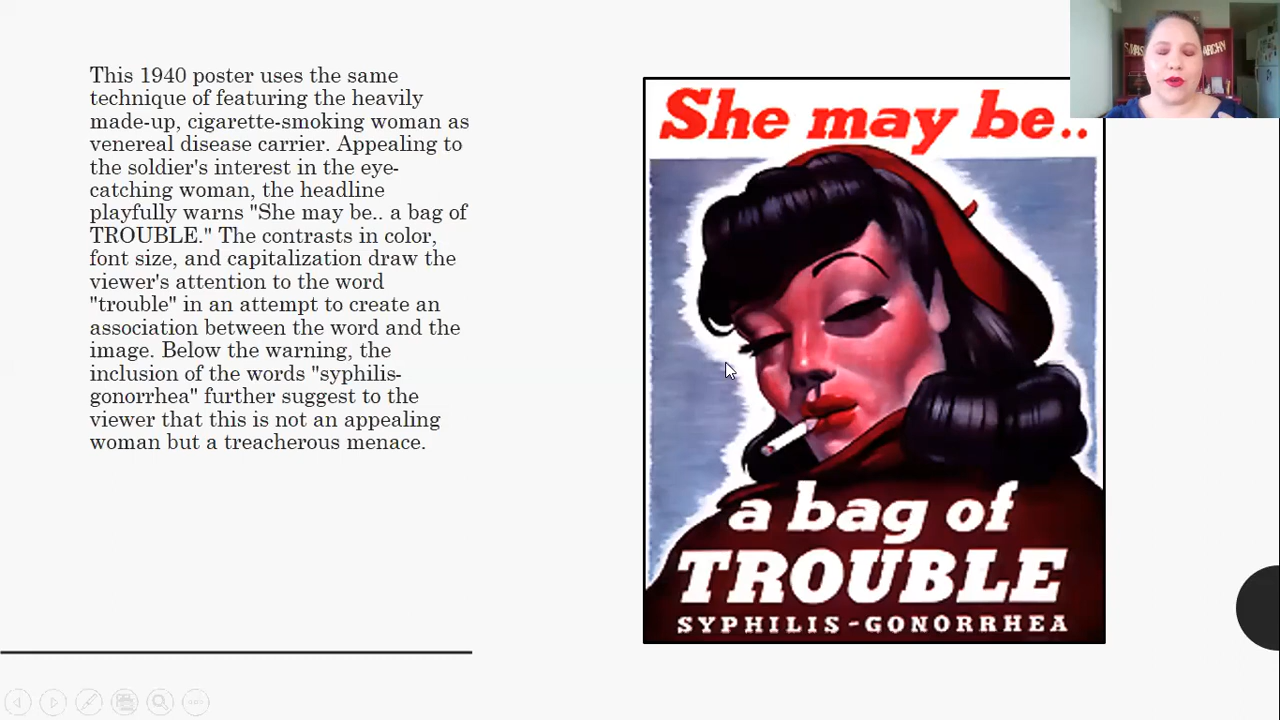 This 1940 poster uses the same
technique of featuring the heavily
made-up, cigarette-smoking woman as
venereal disease carrier. Appealing to
the soldier's interest in the eye-
catching woman, the headline
playfully warns "She may be.. a bag of
TROUBLE." The contrasts in color,
font size, and capitalization draw the
viewer's attention to the word
"trouble" in an attempt to create an
association between the word and the
image. Below the warning, the
inclusion of the words "syphilis-
gonorrhea" further suggest to the
viewer that this is not an appealing
woman but a treacherous menace.
She may be..
a bag of
TROUBLE
SYPHILIS-GONORRHEA